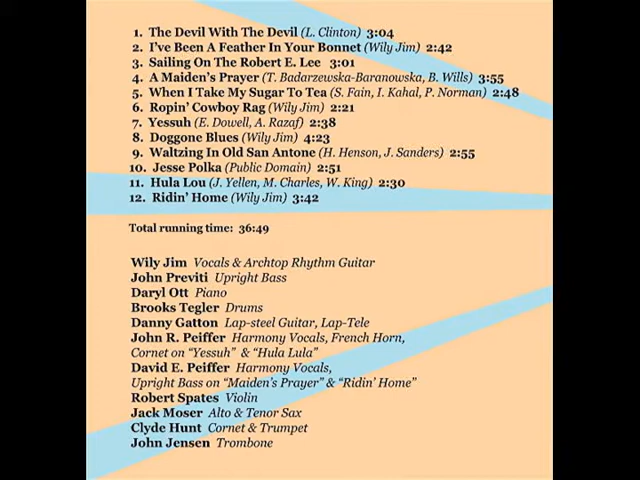 1. The Devil With The Devil (L. Clinton) 3:04
2. I've Been A Feather In Your Bonnet (Wily Jim) 2:42
3. Sailing On The Robert E. Lee 3:01
4. A Maiden's Prayer (T. Badarzewska-Baranowska, B. Wills) 3:55
5. When I Take My Sugar To Tea (S. Fain, I. Kahal, P. Norman) 2:48
6. Ropin' Cowboy Rag (Wily Jim) 2:21
7. Yessuh (E. Dowell, A. Razaf) 2:38
8. Doggone Blues (Wily Jim) 4:23
9. Waltzing In Old San Antone (H. Henson, J. Sanders) 2:55
10. Jesse Polka (Public Domain) 2:51
11. Hula Lou (J. Yellen, M. Charles, W. King) 2:30
12. Ridin' Home (Wily Jim) 3:42
Total running time: 36:49
Wily Jim Vocals & Archtop Rhythm Guitar
John Previti Upright Bass
Daryl Ott Piano
Brooks Tegler Drums
Danny Gatton Lap-steel Guitar, Lap-Tele
John R. Peiffer Harmony Vocals, French Horn,
Cornet on "Yessuh" & "Hula Lula"
David E. Peiffer Harmony Vocals,
Upright Bass on "Maiden's Prayer" & "Ridin' Home"
Robert Spates Violin
Jack Moser Alto & Tenor Sax
Clyde Hunt Cornet & Trumpet
John Jensen Trombone